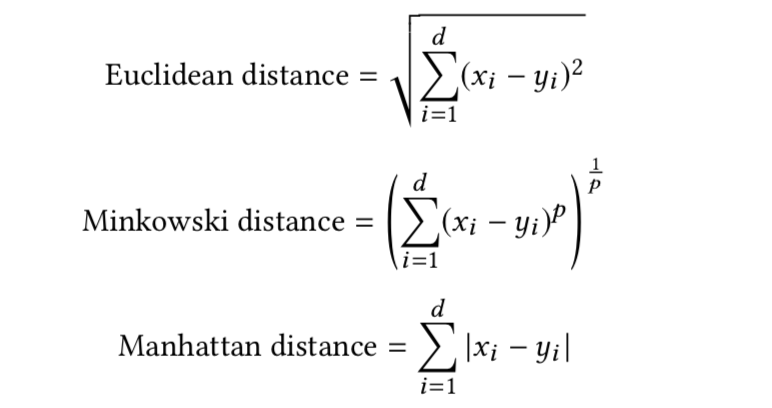 Euclidean distance = √(∑_{i=1}^{d} (x_i − y_i)^2)
Minkowski distance = (∑_{i=1}^{d} (x_i − y_i)^p)^{1/p}
Manhattan distance = ∑_{i=1}^{d} |x_i − y_i|